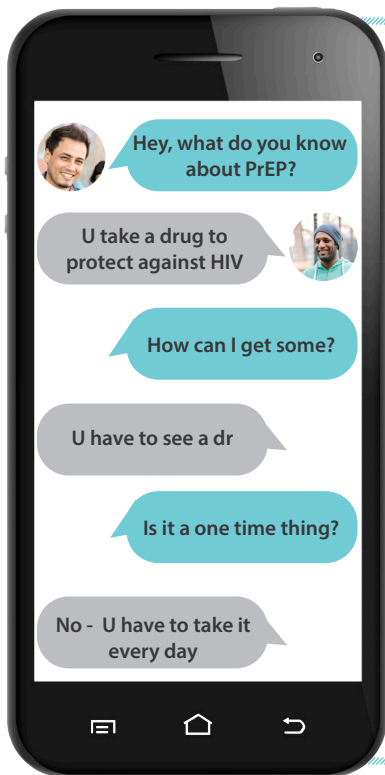 Hey, what do you know
about PrEP?
U take a drug to
protect against HIV
How can I get some?
U have to see a dr
Is it a one time thing?
No -  U have to take it
every day